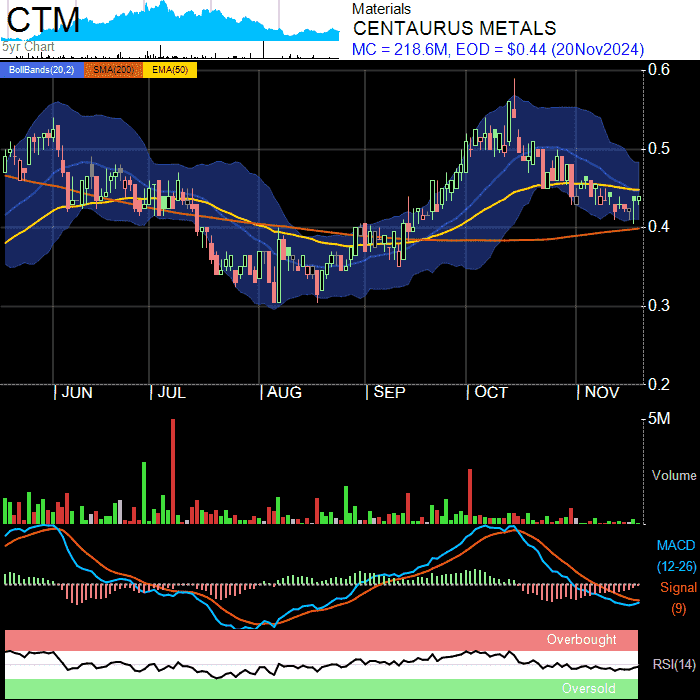 CTM
5yr Chart
Materials
CENTAURUS METALS
MC = 218.6M, EOD = $0.44 (20Nov2024)
BollBands(20,2) SMA(200) EMA(50)
0.6
0.5
0.4
0.3
0.2
JUN JUL AUG SEP OCT NOV
5M
Volume
MACD
(12-26)
Signal
(9)
Overbought
RSI(14)
Oversold